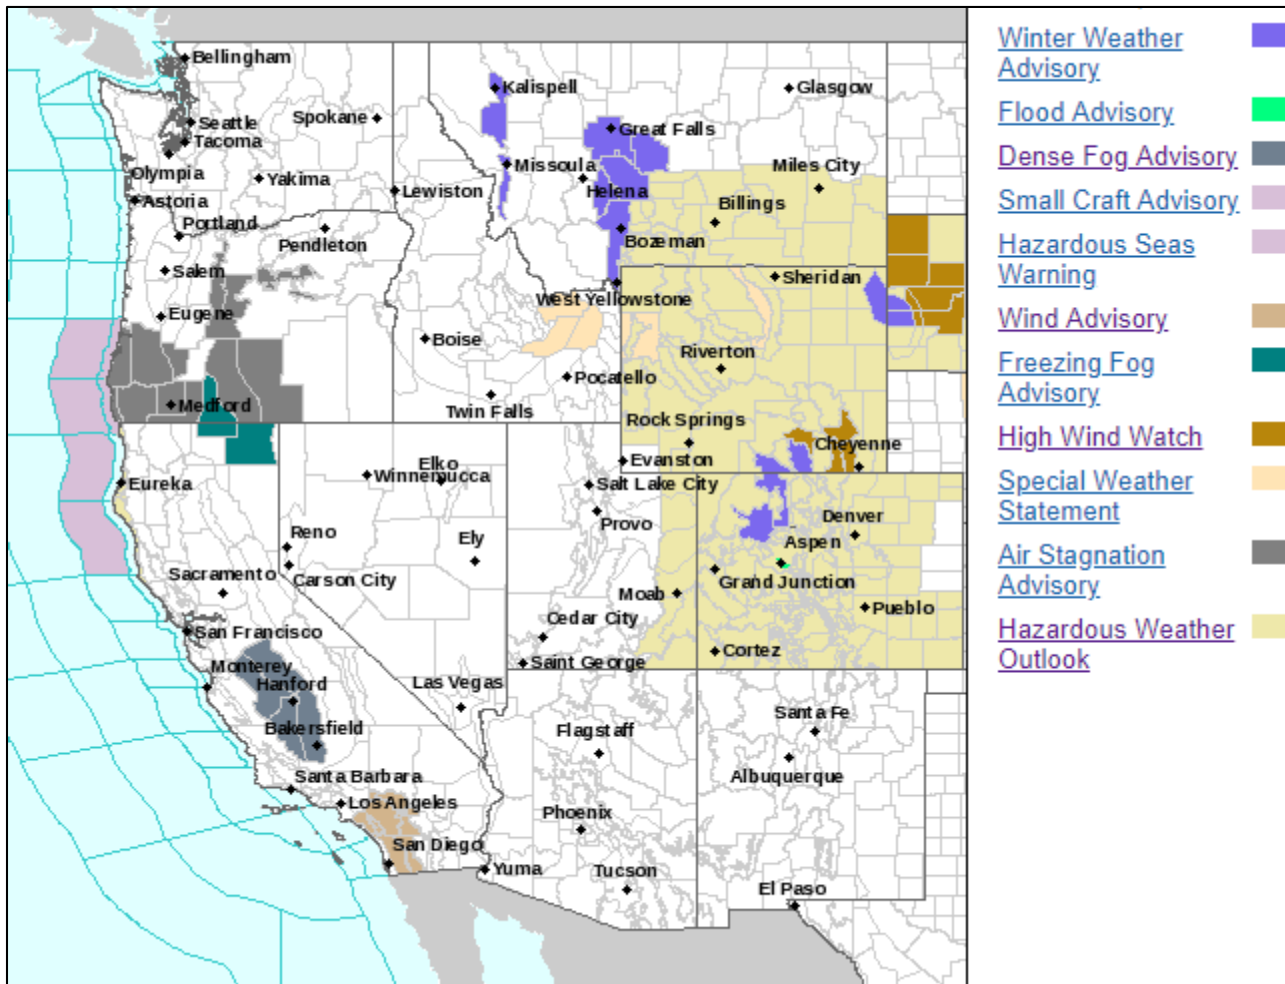 Bellingham
Kalispell
Glasgow
Seattle
Spokane
Great Falls
Tacoma
Missoula
Miles City
Olympia
Yakima
Lewiston
Helena
Astoria
Billings
Portland
Pendleton
Bozeman
Salem
Sheridan
West Yellowstone
Eugene
Boise
Riverton
Pocatello
Medford
Twin Falls
Rock Springs
Cheyenne
Elko
Evanston
Winnemucca
Eureka
Salt Lake City
Provo
Denver
Reno
Ely
Aspen
Sacramento
Carson City
Grand Junction
Moab
Pueblo
Cedar City
San Francisco
Cortez
Saint George
Monterey
Hanford
Las Vegas
Santa Fe
Bakersfield
Flagstaff
Santa Barbara
Albuquerque
Los Angeles
Phoenix
San Diego
Yuma
Tucson
El Paso
Winter Weather
Advisory
Flood Advisory
Dense Fog Advisory
Small Craft Advisory
Hazardous Seas
Warning
Wind Advisory
Freezing Fog
Advisory
High Wind Watch
Special Weather
Statement
Air Stagnation
Advisory
Hazardous Weather
Outlook